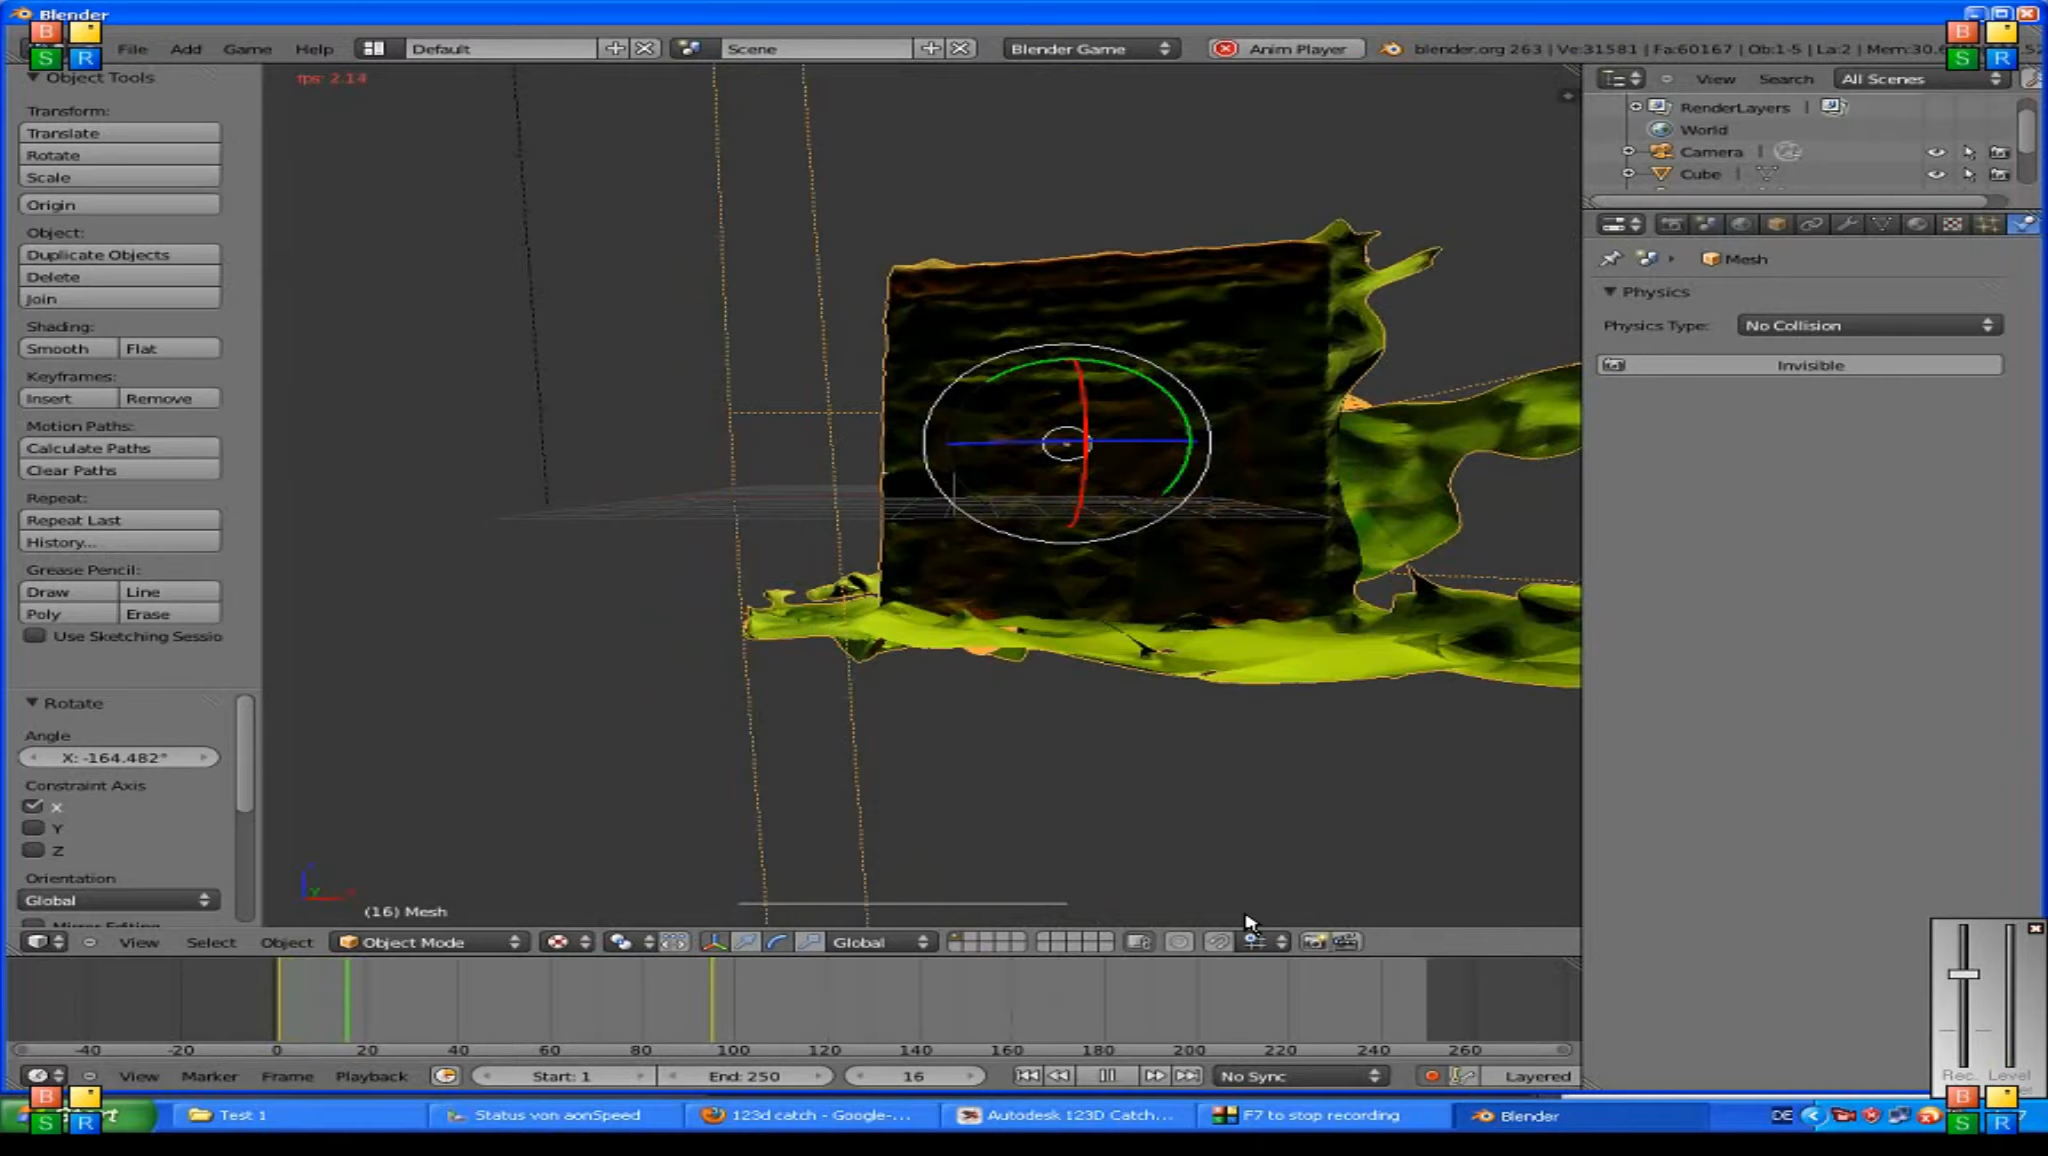 Blender
B
S R
File Add Game Help Default Scene Blender Game Anim Player blender.org 263 | Ve:31581 | Fa:60167 | Ob:1-5 | La:2 | Mem:30.
B
S R
Object Tools
Transform:
Translate
Rotate
Scale
Origin
Object:
Duplicate Objects
Delete
Join
Shading:
Smooth Flat
Keyframes:
Insert Remove
Motion Paths:
Calculate Paths
Clear Paths
Repeat:
Repeat Last
History...
Grease Pencil:
Draw Line
Poly Erase
Use Sketching Sessio
Rotate
Angle
X: -164.482°
Constraint Axis
X
Y
Z
Orientation
Global
fps: 2.14
(16) Mesh
View Search All Scenes
RenderLayers |
World
Camera |
Cube |
Mesh
Physics
Physics Type: No Collision
Invisible
View Select Object Object Mode Global
-40 -20 0 20 40 60 80 100 120 140 160 180 200 220 240 260
View Marker Frame Playback Start: 1 End: 250 16 No Sync Layered
Rec. Level
B
S R
Test 1 Status von aonSpeed 123d catch - Google-... Autodesk 123D Catch... F7 to stop recording Blender DE
B
S R